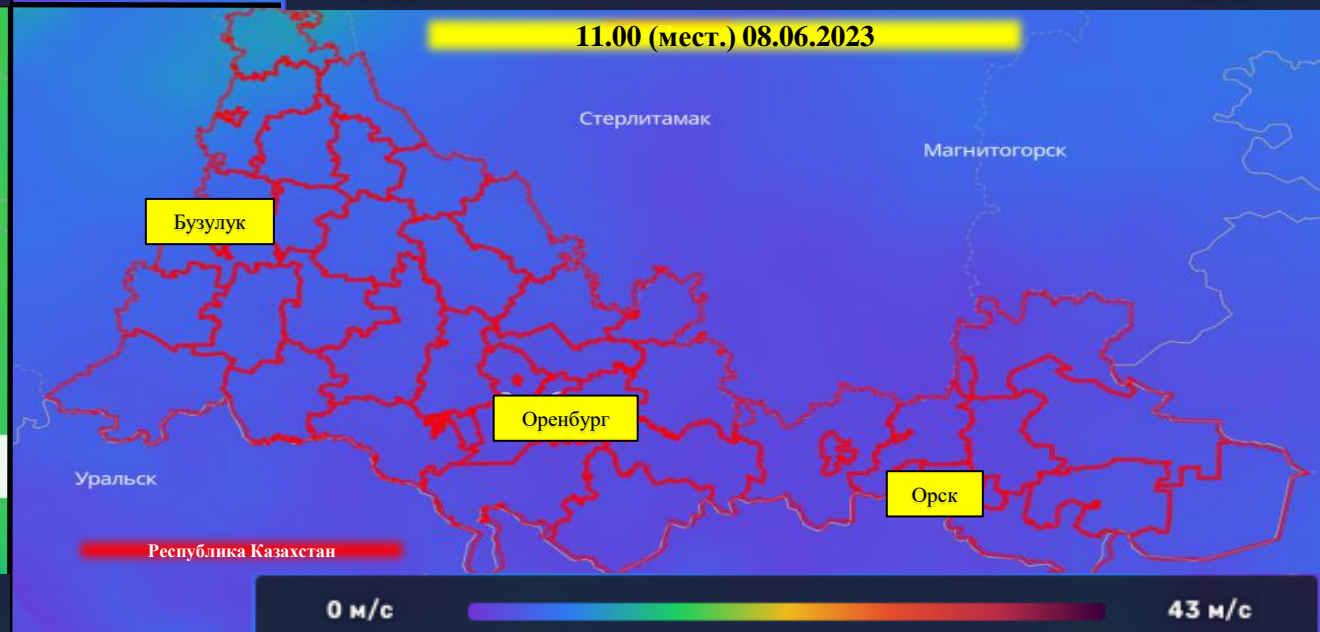 11.00 (мест.) 08.06.2023
Стерлитамак
Магнитогорск
Бузулук
Оренбург
Уральск
Орск
Республика Казахстан
0 м/с
43 м/с